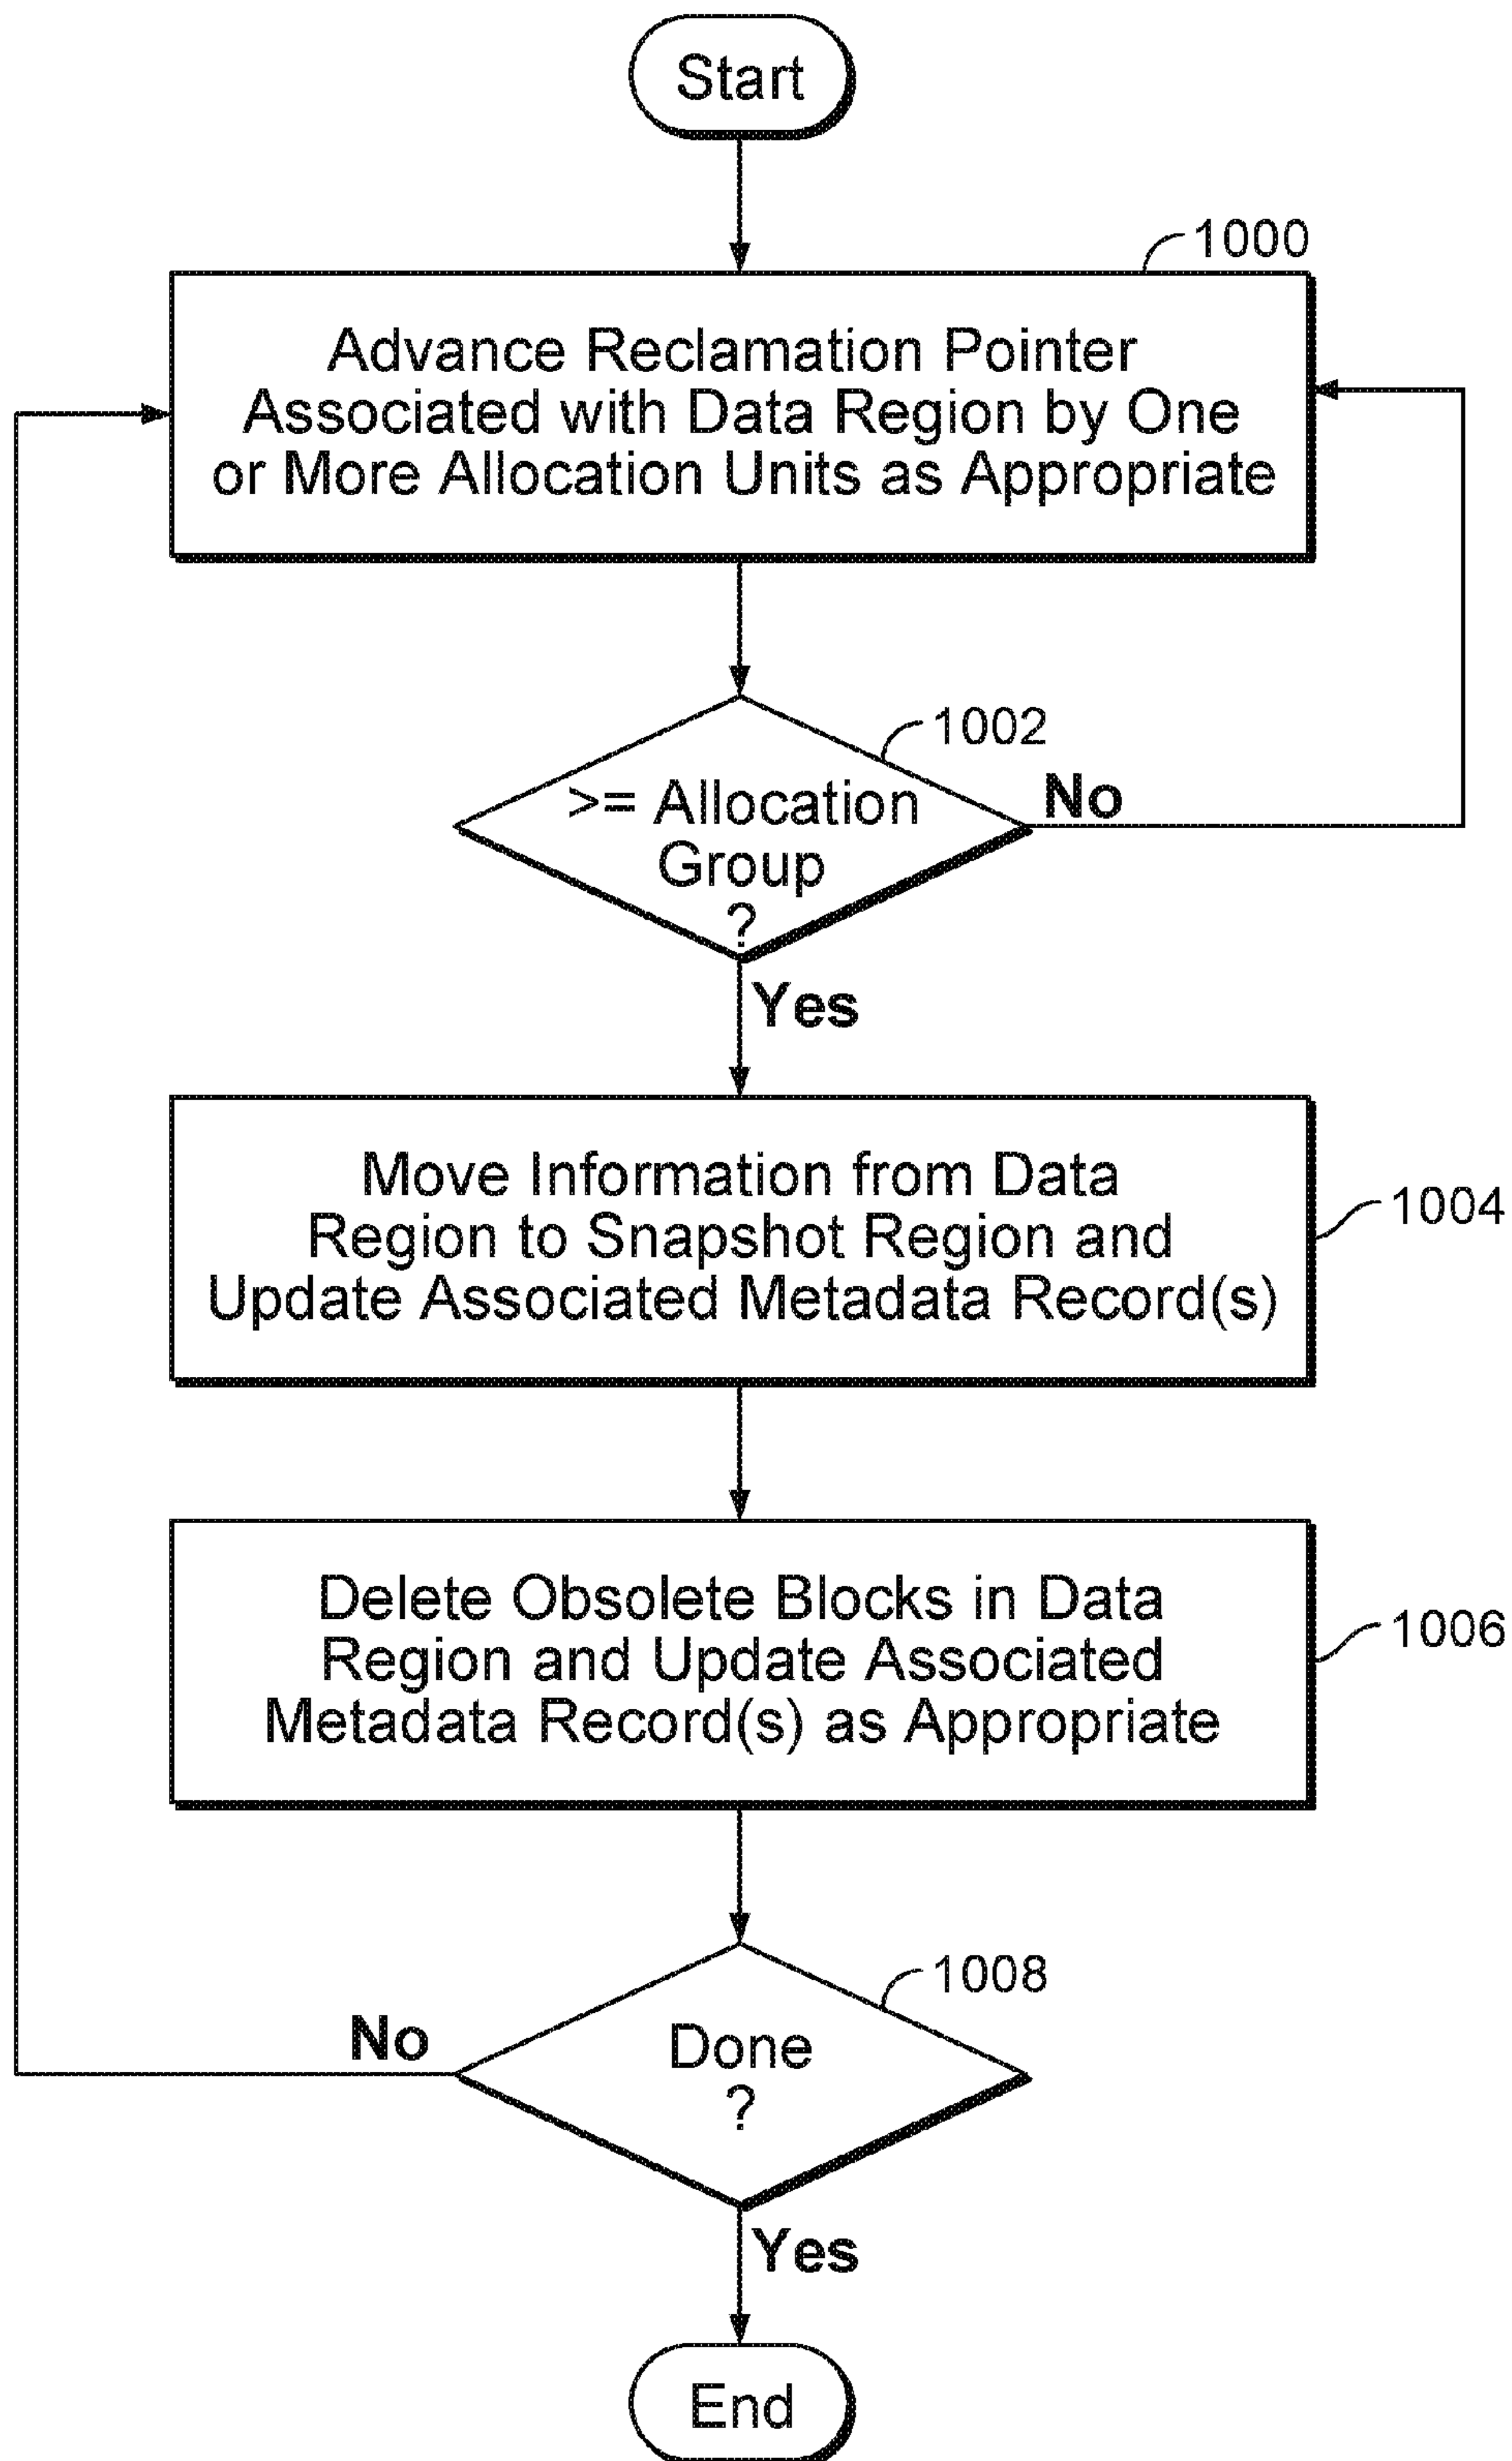 Start
1000
Advance Reclamation Pointer
Associated with Data Region by One
or More Allocation Units as Appropriate
1002
>= Allocation
Group
?
No
Yes
Move Information from Data
Region to Snapshot Region and
Update Associated Metadata Record(s)
1004
Delete Obsolete Blocks in Data
Region and Update Associated
Metadata Record(s) as Appropriate
1006
1008
No
Done
?
Yes
End